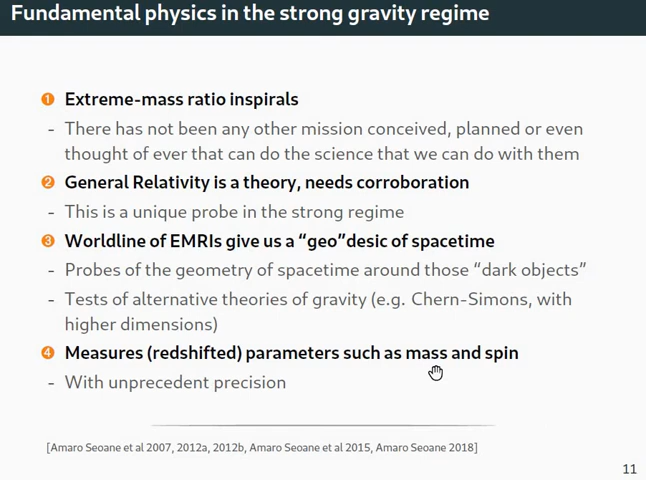 Fundamental physics in the strong gravity regime
1 Extreme-mass ratio inspirals
- There has not been any other mission conceived, planned or even
thought of ever that can do the science that we can do with them
2 General Relativity is a theory, needs corroboration
- This is a unique probe in the strong regime
3 Worldline of EMRIs give us a “geo”desic of spacetime
- Probes of the geometry of spacetime around those “dark objects”
- Tests of alternative theories of gravity (e.g. Chern-Simons, with
higher dimensions)
4 Measures (redshifted) parameters such as mass and spin
- With unprecedent precision
[Amaro Seoane et al 2007, 2012a, 2012b, Amaro Seoane et al 2015, Amaro Seoane 2018]
11